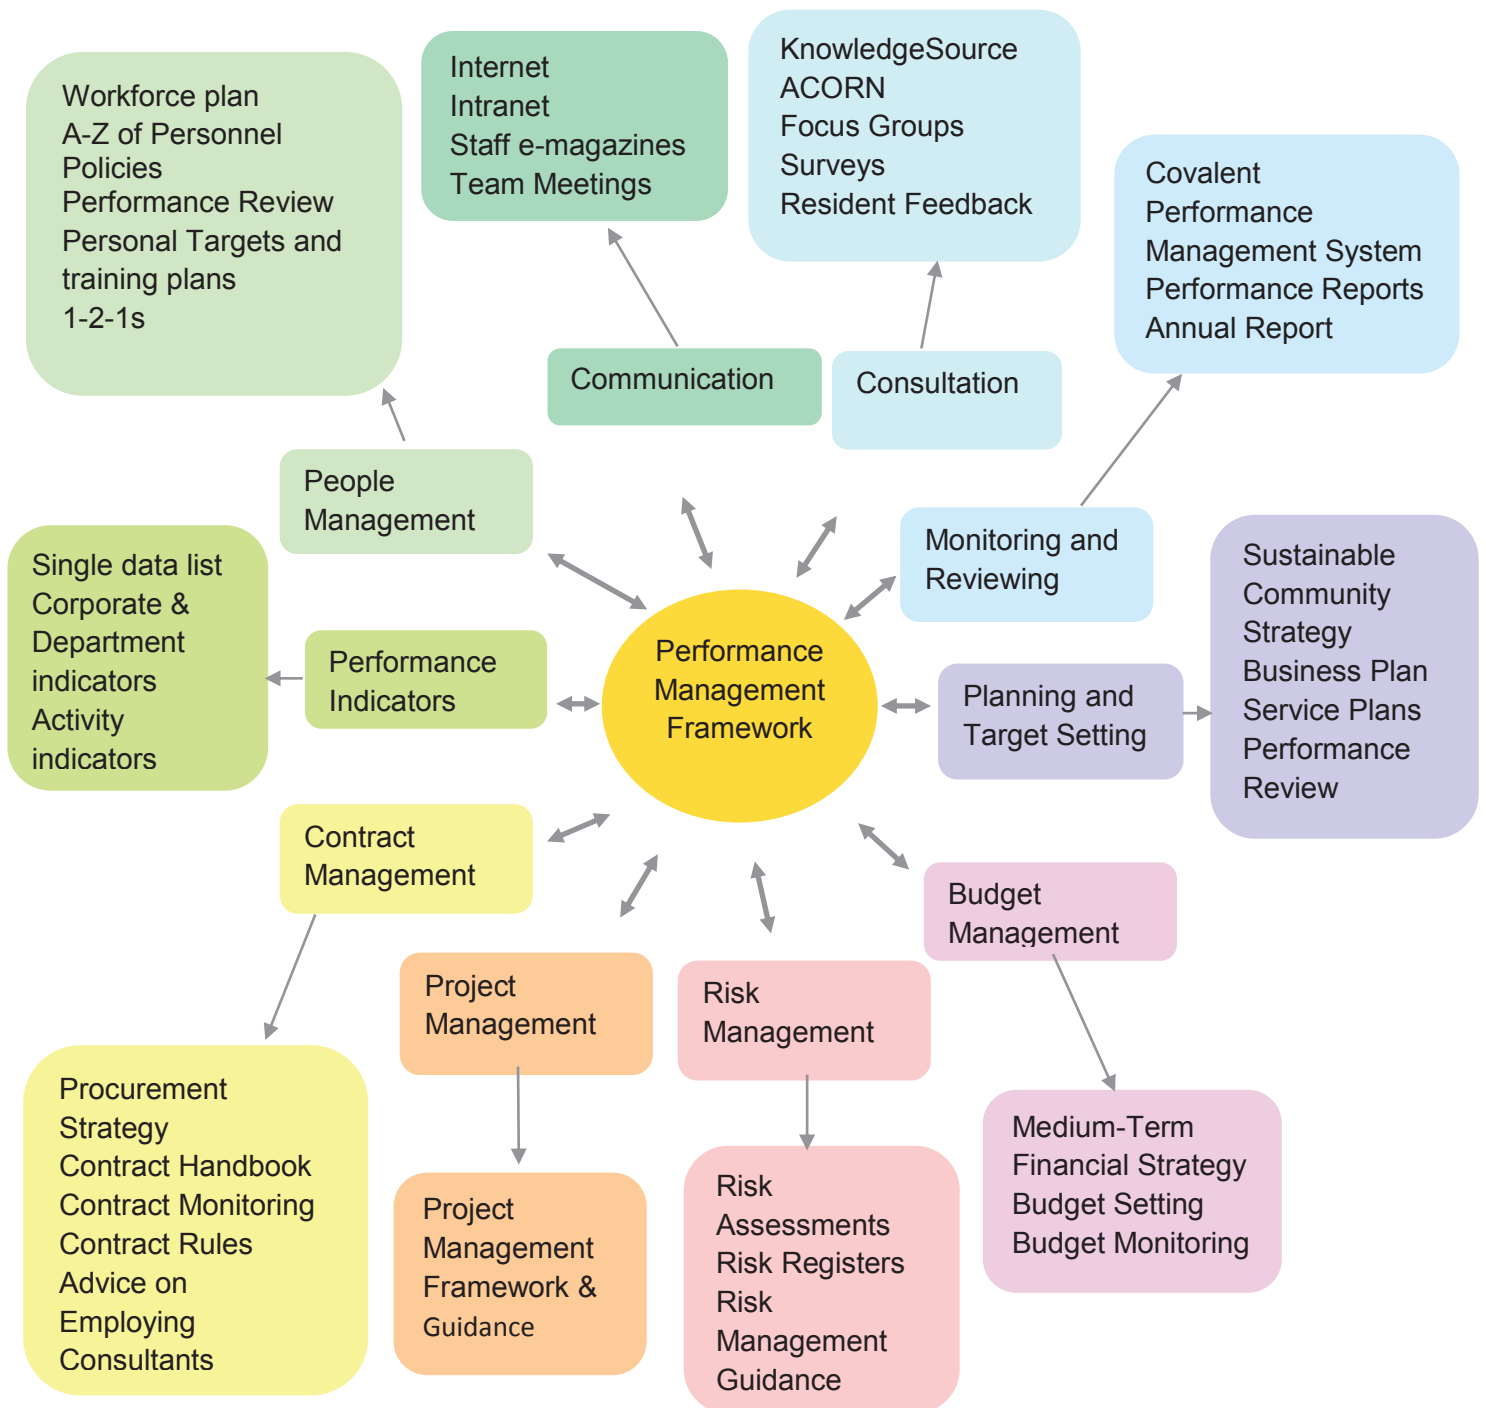 Workforce plan
A-Z of Personnel
Policies
Performance Review
Personal Targets and
training plans
1-2-1s
Internet
Intranet
Staff e-magazines
Team Meetings
KnowledgeSource
ACORN
Focus Groups
Surveys
Resident Feedback
Covalent
Performance
Management System
Performance Reports
Annual Report
Communication
Consultation
People
Management
Monitoring and
Reviewing
Single data list
Corporate &
Department
indicators
Activity
indicators
Performance
Indicators
Performance
Management
Framework
Planning and
Target Setting
Sustainable
Community
Strategy
Business Plan
Service Plans
Performance
Review
Contract
Management
Budget
Management
Project
Management
Risk
Management
Procurement
Strategy
Contract Handbook
Contract Monitoring
Contract Rules
Advice on
Employing
Consultants
Project
Management
Framework &
Guidance
Risk
Assessments
Risk Registers
Risk
Management
Guidance
Medium-Term
Financial Strategy
Budget Setting
Budget Monitoring